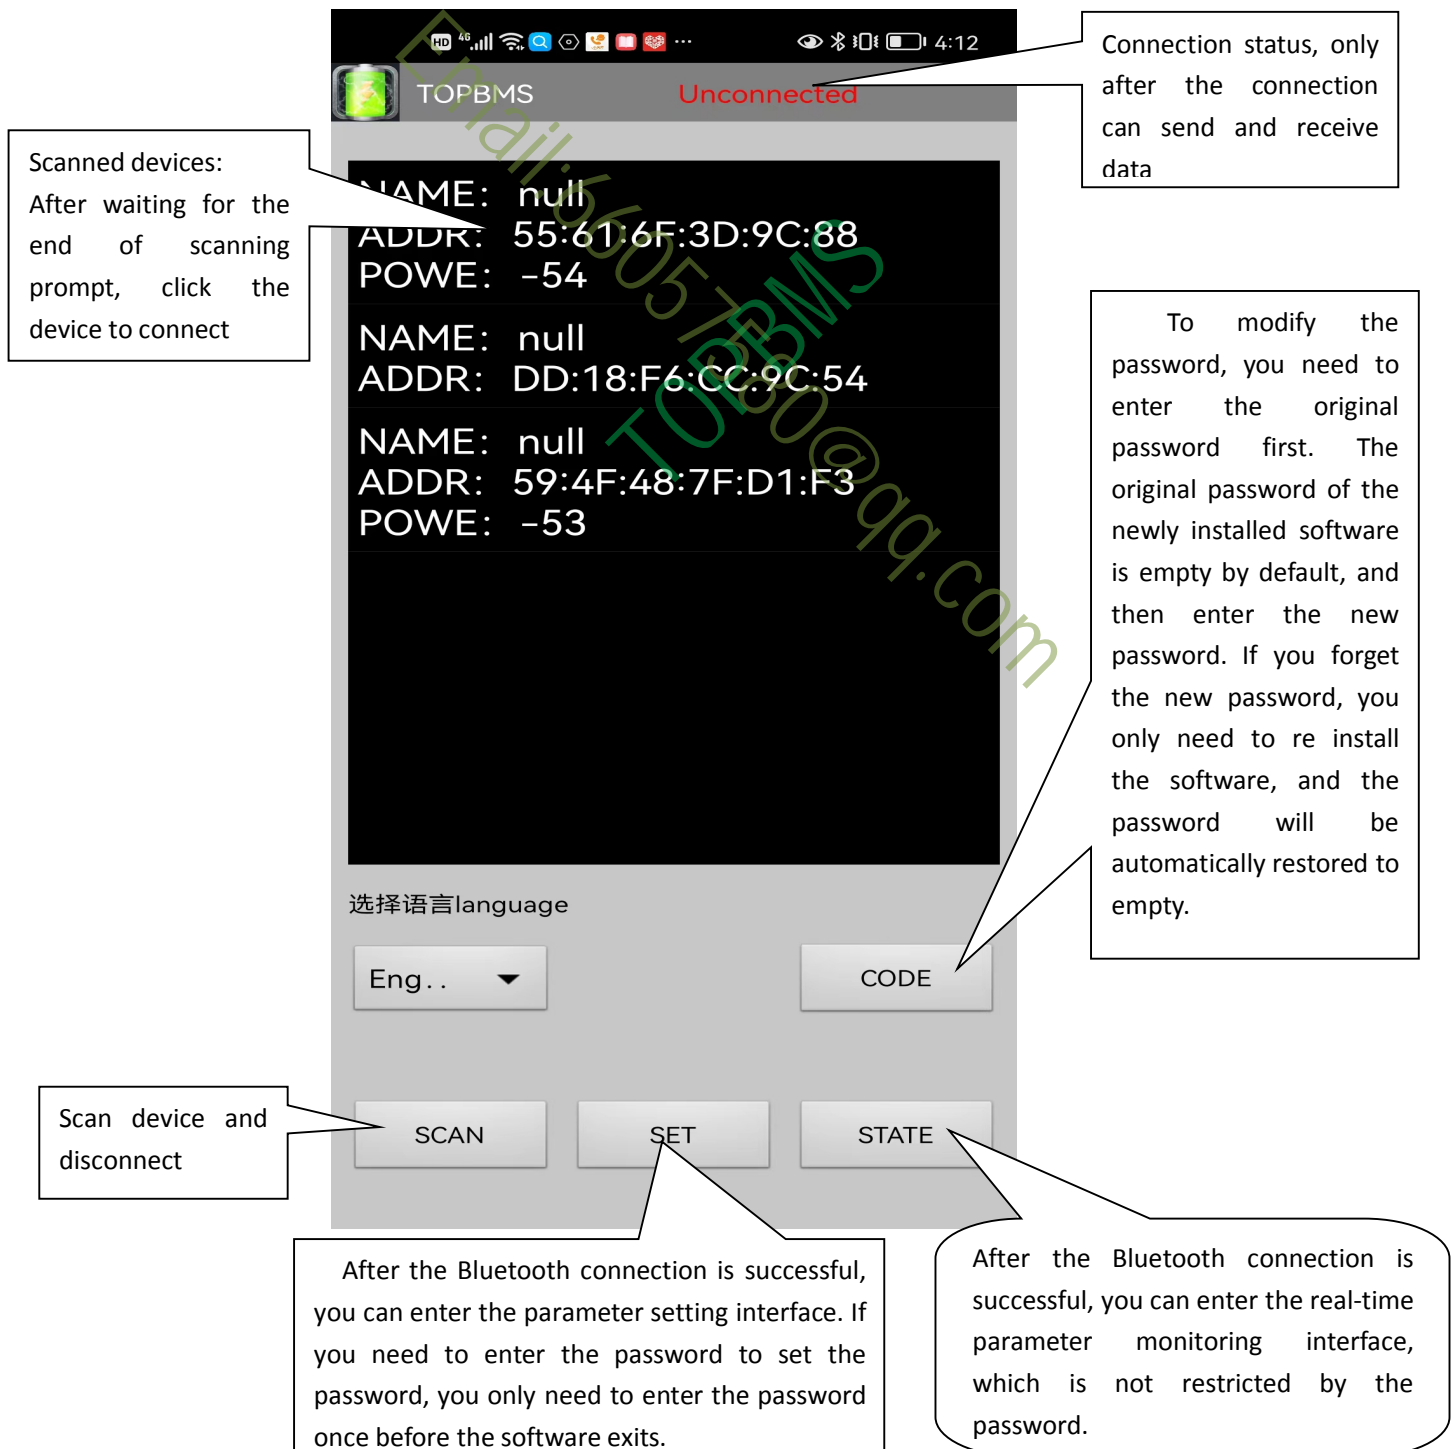 HD 4G 4:12
TOPBMS Unconnected
Connection status, only
after the connection
can send and receive
data
Scanned devices:
After waiting for the
end of scanning
prompt, click the
device to connect
NAME: null
ADDR: 55:61:6F:3D:9C:88
POWE: -54
NAME: null
ADDR: DD:18:F6:CC:9C:54
NAME: null
ADDR: 59:4F:48:7F:D1:F3
POWE: -53
TOPBMS
To modify the
password, you need to
enter the original
password first. The
original password of the
newly installed software
is empty by default, and
then enter the new
password. If you forget
the new password, you
only need to re install
the software, and the
password will be
automatically restored to
empty.
选择语言language
Eng..
CODE
Scan device and
disconnect
SCAN
SET
STATE
After the Bluetooth connection is successful,
you can enter the parameter setting interface. If
you need to enter the password to set the
password, you only need to enter the password
once before the software exits.
After the Bluetooth connection is
successful, you can enter the real-time
parameter monitoring interface,
which is not restricted by the
password.